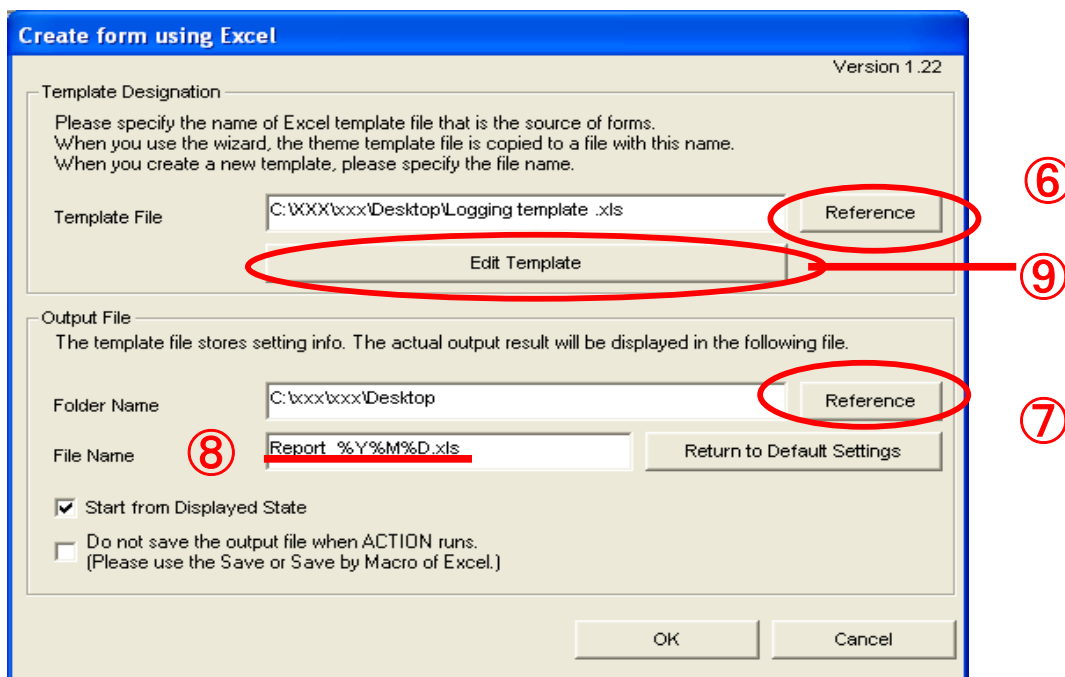 Create form using Excel
Version 1.22
Template Designation
Please specify the name of Excel template file that is the source of forms.
When you use the wizard, the theme template file is copied to a file with this name.
When you create a new template, please specify the file name.
⑥
Template File C:\XXX\xxx\Desktop\Logging template .xls Reference
Edit Template
⑨
Output File
The template file stores setting info. The actual output result will be displayed in the following file.
Folder Name C:\xxx\xxx\Desktop Reference
⑦
File Name ⑧ Report_%Y%M%D.xls Return to Default Settings
Start from Displayed State
Do not save the output file when ACTION runs.
(Please use the Save or Save by Macro of Excel.)
OK Cancel